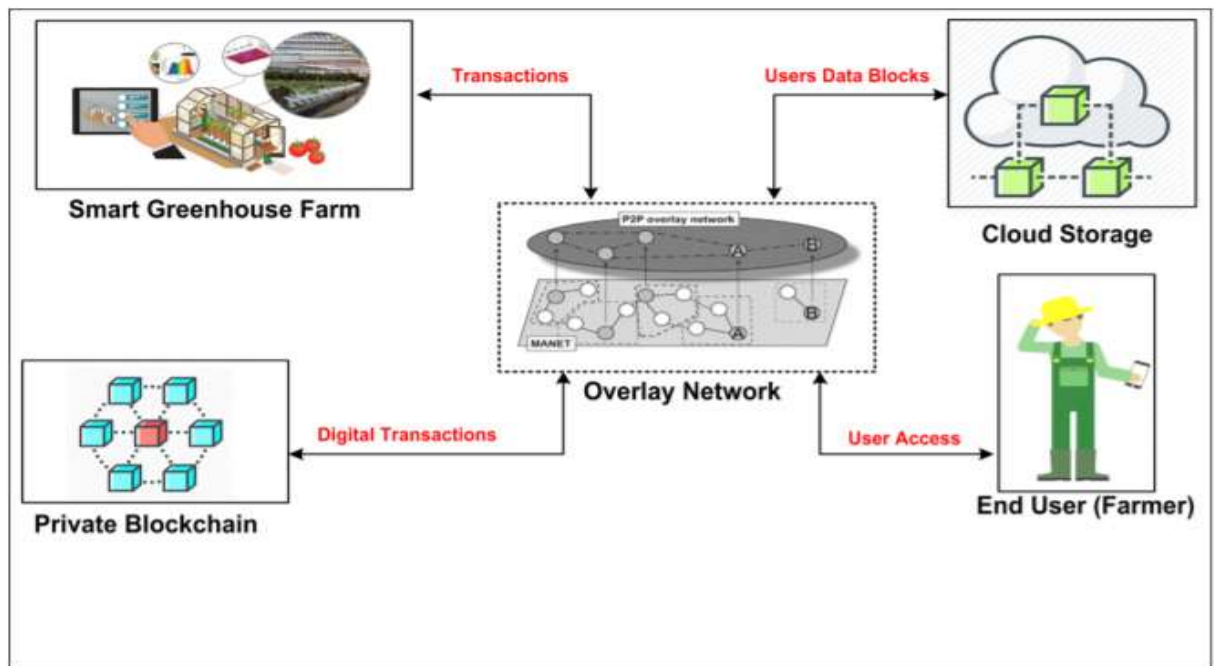 Transactions
Users Data Blocks
Smart Greenhouse Farm
P2P overlay network
A
B
Cloud Storage
A
B
MANET
Overlay Network
Digital Transactions
User Access
Private Blockchain
End User (Farmer)